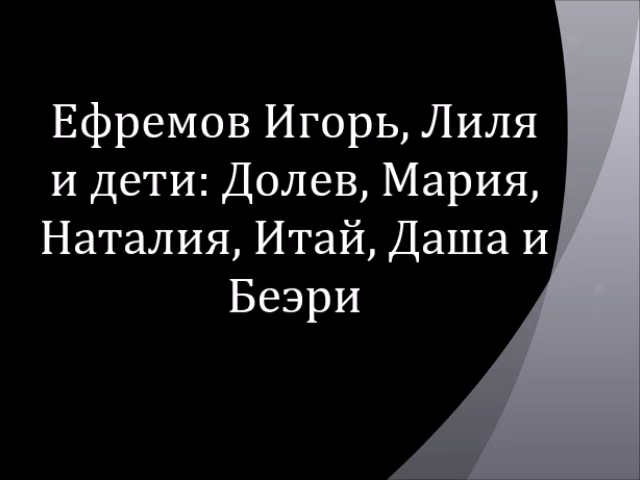 Ефремов Игорь, Лиля
и дети: Долев, Мария,
Наталия, Итай, Даша и
Беэри